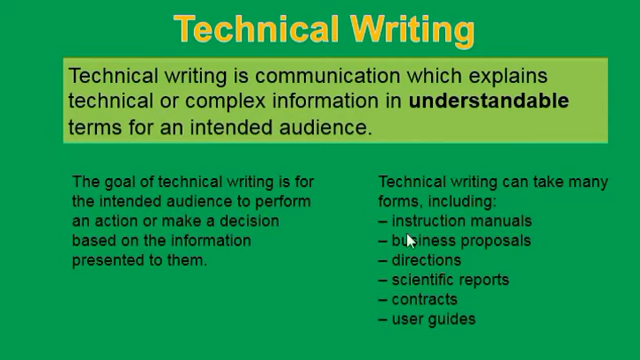 Technical Writing
Technical writing is communication which explains
technical or complex information in understandable
terms for an intended audience.
The goal of technical writing is for
the intended audience to perform
an action or make a decision
based on the information
presented to them.
Technical writing can take many
forms, including:
– instruction manuals
– business proposals
– directions
– scientific reports
– contracts
– user guides